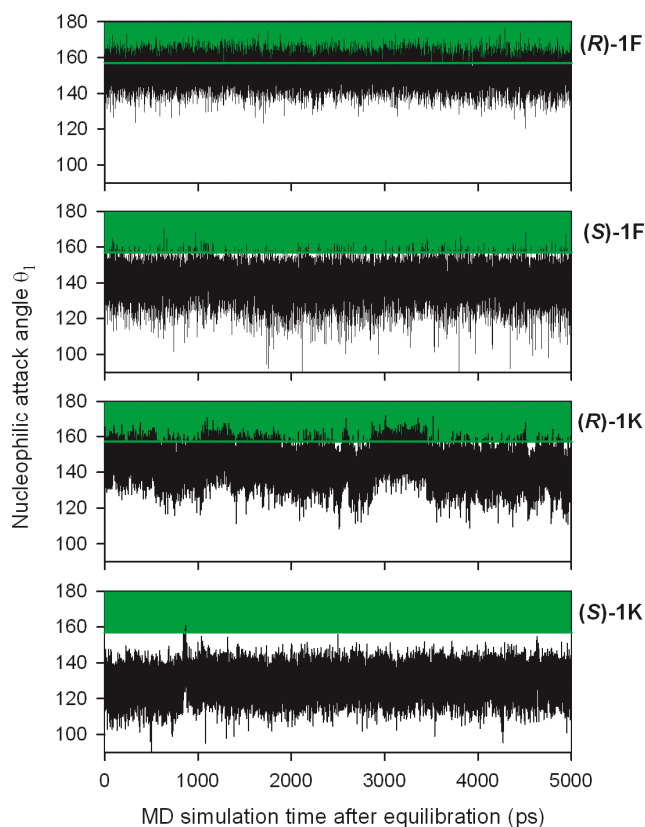 180
160
140
120
100
(R)-1F
180
160
140
120
100
(S)-1F
180
160
140
120
100
(R)-1K
180
160
140
120
100
(S)-1K
0 1000 2000 3000 4000 5000
Nucleophilic attack angle θ1
MD simulation time after equilibration (ps)